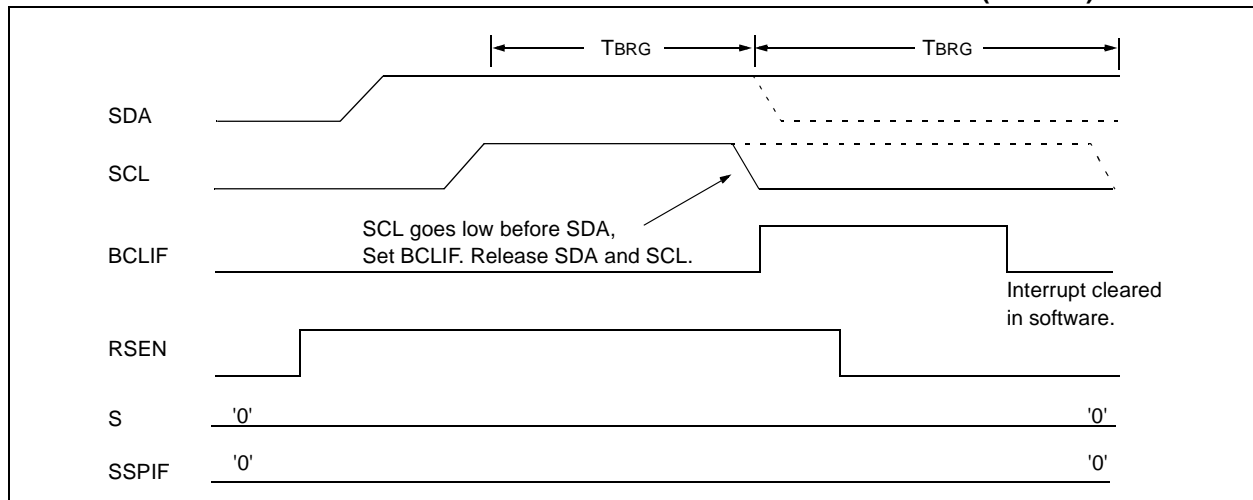 TBRG TBRG
SDA
SCL
SCL goes low before SDA,
Set BCLIF. Release SDA and SCL.
BCLIF
Interrupt cleared
in software.
RSEN
S '0' '0'
SSPIF '0' '0'